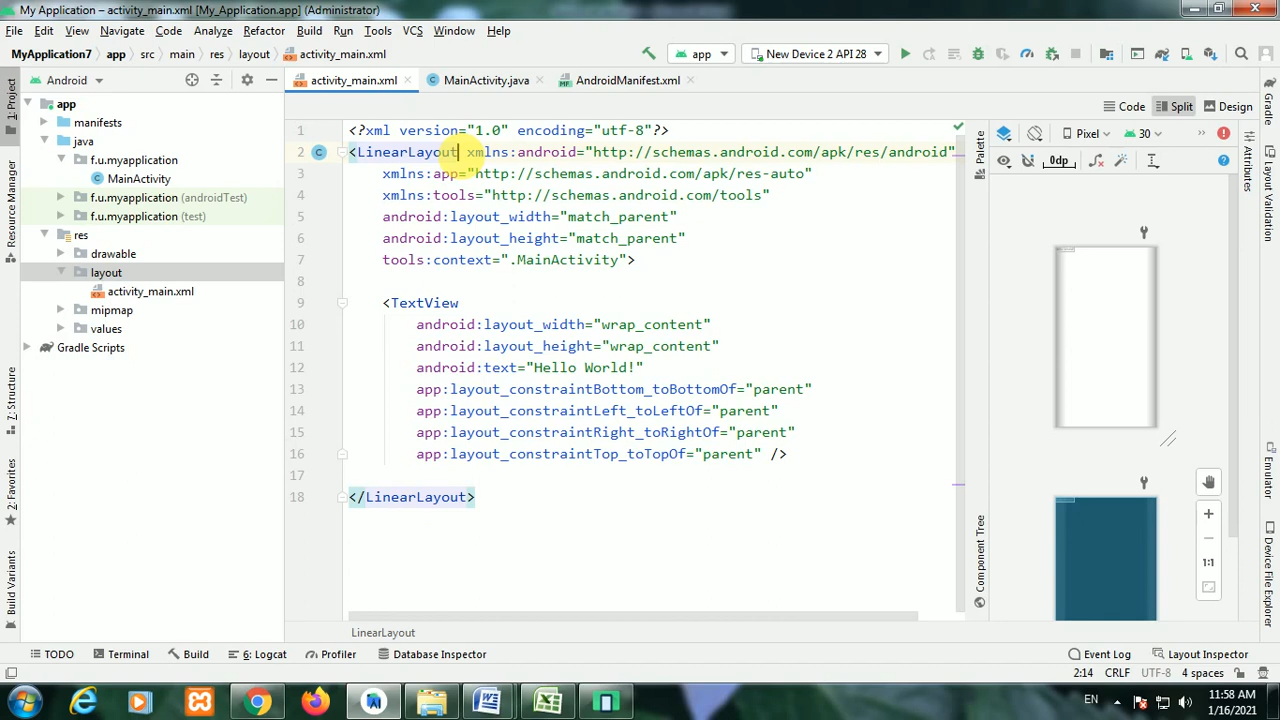 My Application – activity_main.xml [My_Application.app] (Administrator)
File Edit View Navigate Code Analyze Refactor Build Run Tools VCS Window Help
MyApplication7 app src main res layout activity_main.xml app New Device 2 API 28
Android activity_main.xml MainActivity.java AndroidManifest.xml
Code Split Design
1: Project
Resource Manager
Z: Structure
2: Favorites
Build Variants
app
manifests
java
f.u.myapplication
MainActivity
f.u.myapplication (androidTest)
f.u.myapplication (test)
res
drawable
layout
activity_main.xml
mipmap
values
Gradle Scripts
1 <?xml version="1.0" encoding="utf-8"?>
2 <LinearLayout xmlns:android="http://schemas.android.com/apk/res/android"
3 xmlns:app="http://schemas.android.com/apk/res-auto"
4 xmlns:tools="http://schemas.android.com/tools"
5 android:layout_width="match_parent"
6 android:layout_height="match_parent"
7 tools:context=".MainActivity">
8
9 <TextView
10 android:layout_width="wrap_content"
11 android:layout_height="wrap_content"
12 android:text="Hello World!"
13 app:layout_constraintBottom_toBottomOf="parent"
14 app:layout_constraintLeft_toLeftOf="parent"
15 app:layout_constraintRight_toRightOf="parent"
16 app:layout_constraintTop_toTopOf="parent" />
17
18 </LinearLayout>
LinearLayout
Palette
Component Tree
Pixel 30
0dp
1:1
Gradle
Attributes
Layout Validation
Emulator
Device File Explorer
TODO Terminal Build 6: Logcat Profiler Database Inspector Event Log Layout Inspector
2:14 CRLF UTF-8 4 spaces
EN 11:58 AM
1/16/2021